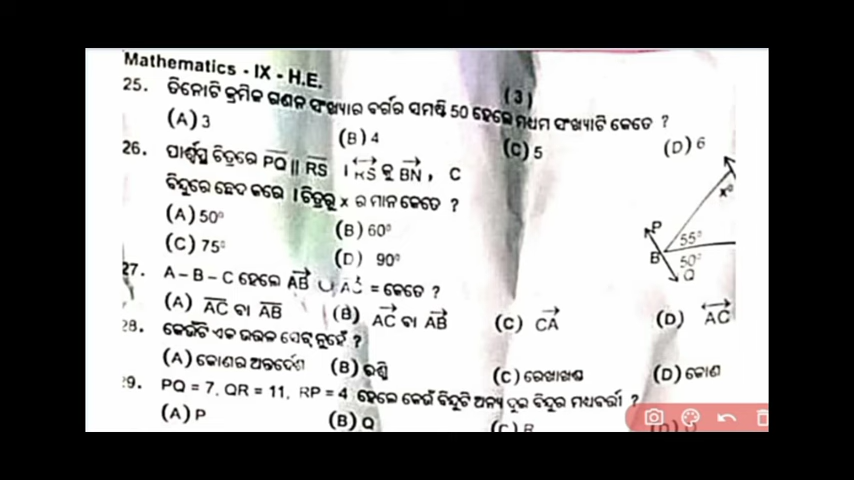 Mathematics - IX - H.E.
(3)
25. ତିନୋଟି କ୍ରମିକ ଗଣନ ସଂଖ୍ୟାର ବର୍ଗର ସମଷ୍ଟି 50 ହେଲେ ମଧ୍ୟମ ସଂଖ୍ୟାଟି କେତେ ?
(A) 3 (B) 4 (C) 5 (D) 6
26. ପାର୍ଶ୍ୱସ୍ଥ ଚିତ୍ରରେ PQ || RS । RS କୁ BN , C
ବିନ୍ଦୁରେ ଛେଦ କରେ । ଚିତ୍ରରୁ x ର ମାନ କେତେ ?
(A) 50° (B) 60°
(C) 75° (D) 90°
x°
P
55°
B 50°
Q
27. A – B – C ହେଲେ AB ∪ AC = କେତେ ?
(A) AC ବା AB (B) AC ବା AB (C) CA (D) AC
28. କେଉଁଟି ଏକ ଉତ୍ତଳ ସେଟ୍ ନୁହେଁ ?
(A) କୋଣର ଅନ୍ତର୍ଦେଶ (B) ରଶ୍ମି (C) ରେଖାଖଣ୍ଡ (D) କୋଣ
29. PQ = 7, QR = 11, RP = 4 ହେଲେ କେଉଁ ବିନ୍ଦୁଟି ଅନ୍ୟ ଦୁଇ ବିନ୍ଦୁର ମଧ୍ୟବର୍ତ୍ତୀ ?
(A) P (B) Q